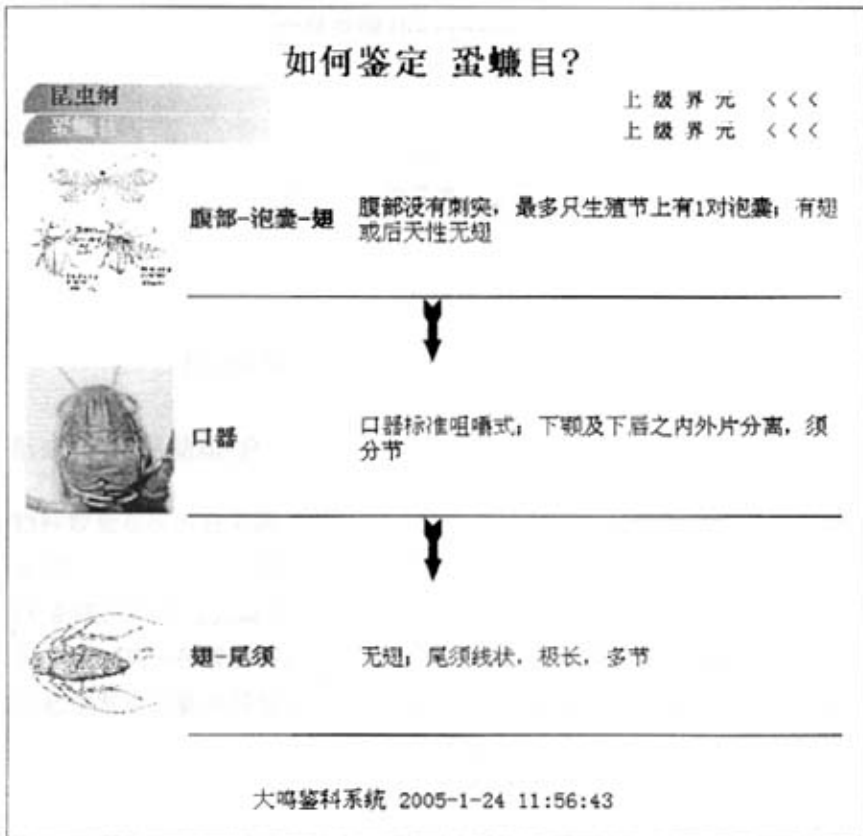 如何鉴定 蛩蠊目?
昆虫纲
蛩蠊目
上级界元 <<<
上级界元 <<<
腹部-泡囊-翅
腹部没有刺突, 最多只生殖节上有1对泡囊; 有翅
或后天性无翅
口器
口器标准咀嚼式; 下颚及下唇之内外片分离, 须
分节
翅-尾须
无翅; 尾须线状, 极长, 多节
大鸣鉴科系统 2005-1-24 11:56:43